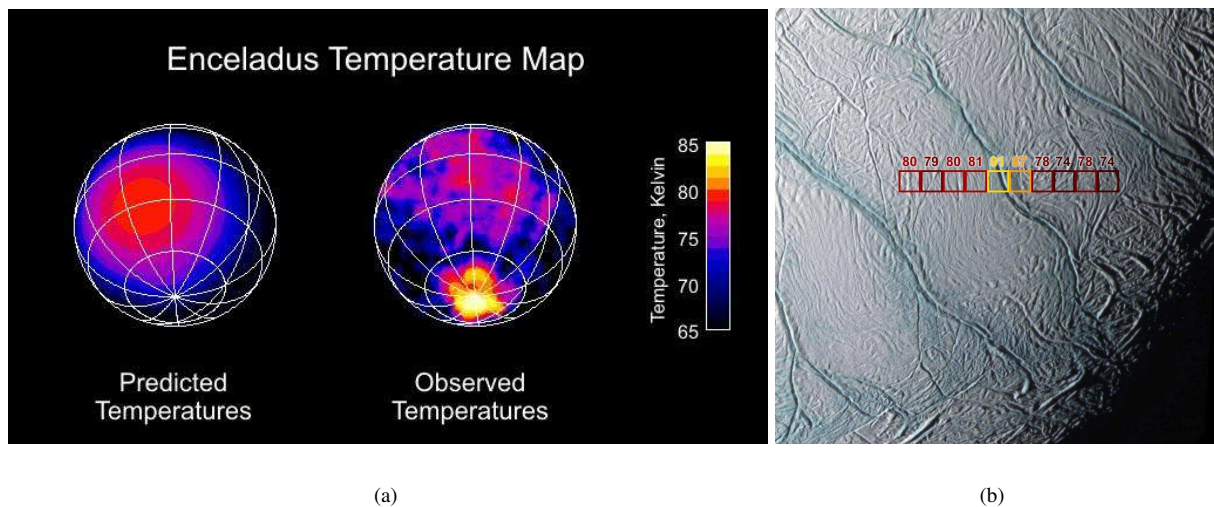 Enceladus Temperature Map
85
80
75
70
65
Temperature, Kelvin
Predicted
Temperatures
Observed
Temperatures
80 79 80 81 91 87 78 74 78 74
(a)
(b)